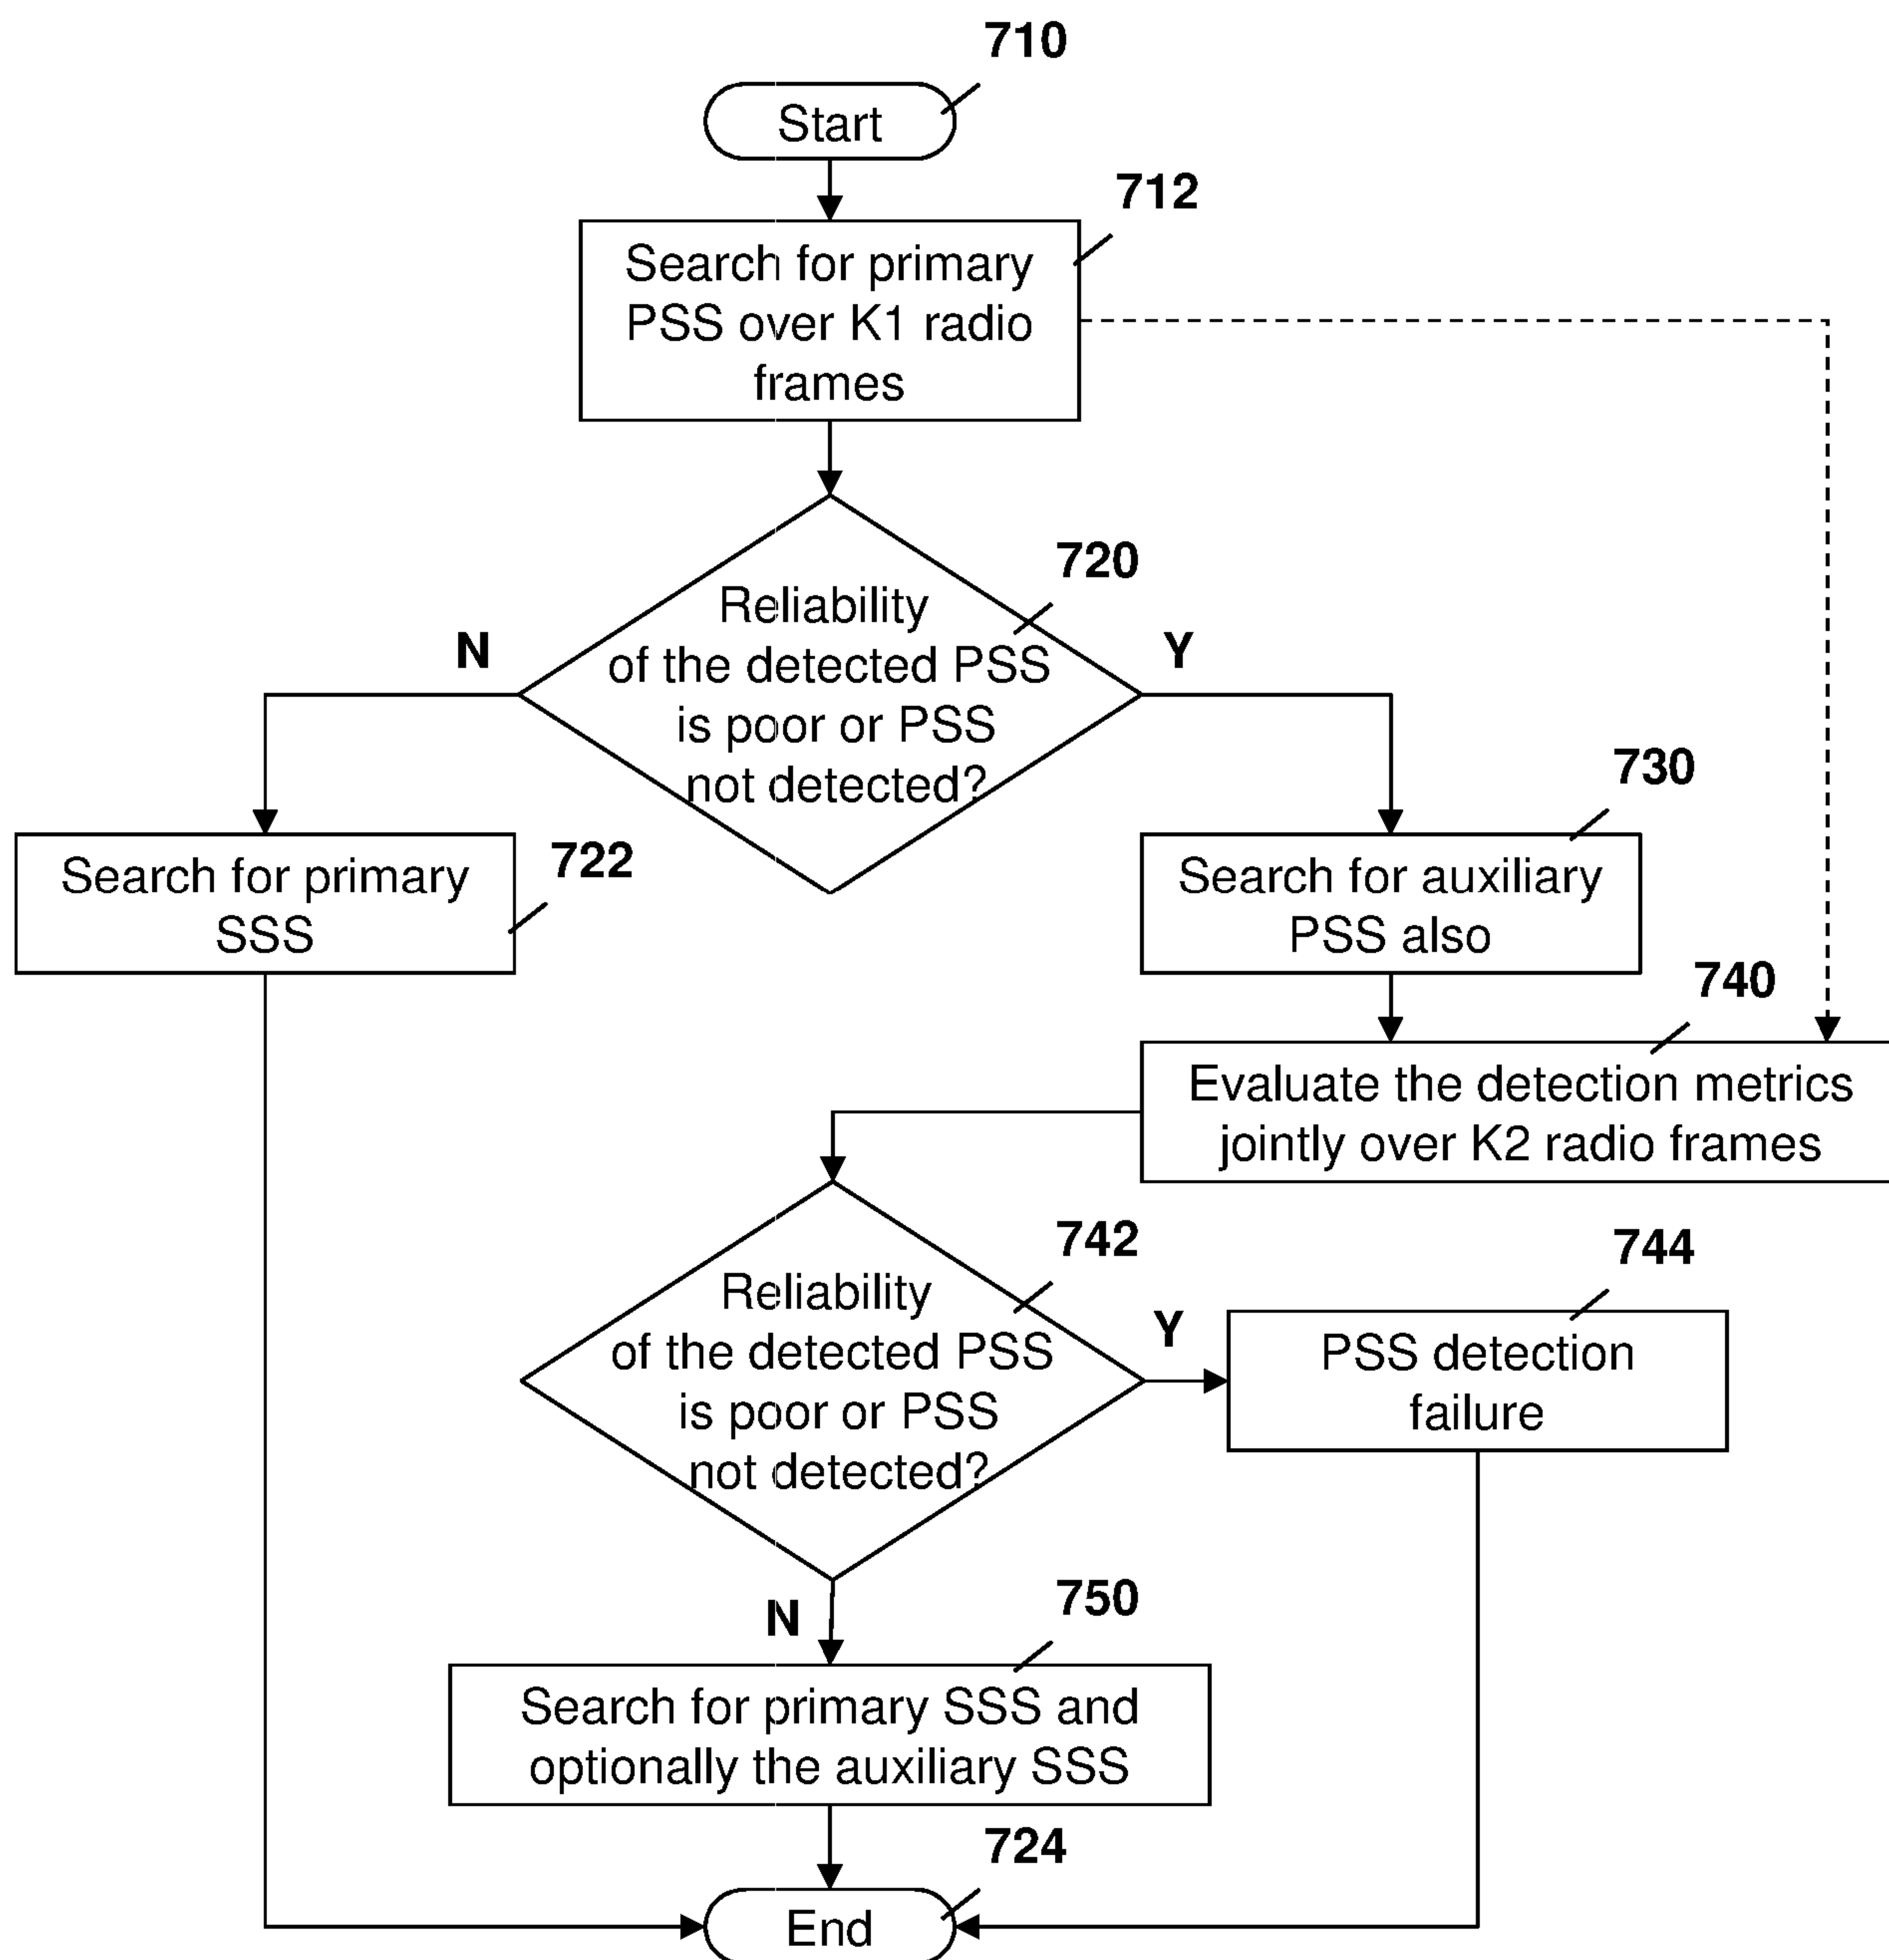 710
Start
712
Search for primary
PSS over K1 radio
frames
720
Reliability
of the detected PSS
is poor or PSS
not detected?
N
Y
730
722
Search for primary
SSS
Search for auxiliary
PSS also
740
Evaluate the detection metrics
jointly over K2 radio frames
742
744
Reliability
of the detected PSS
is poor or PSS
not detected?
Y
PSS detection
failure
N
750
Search for primary SSS and
optionally the auxiliary SSS
724
End